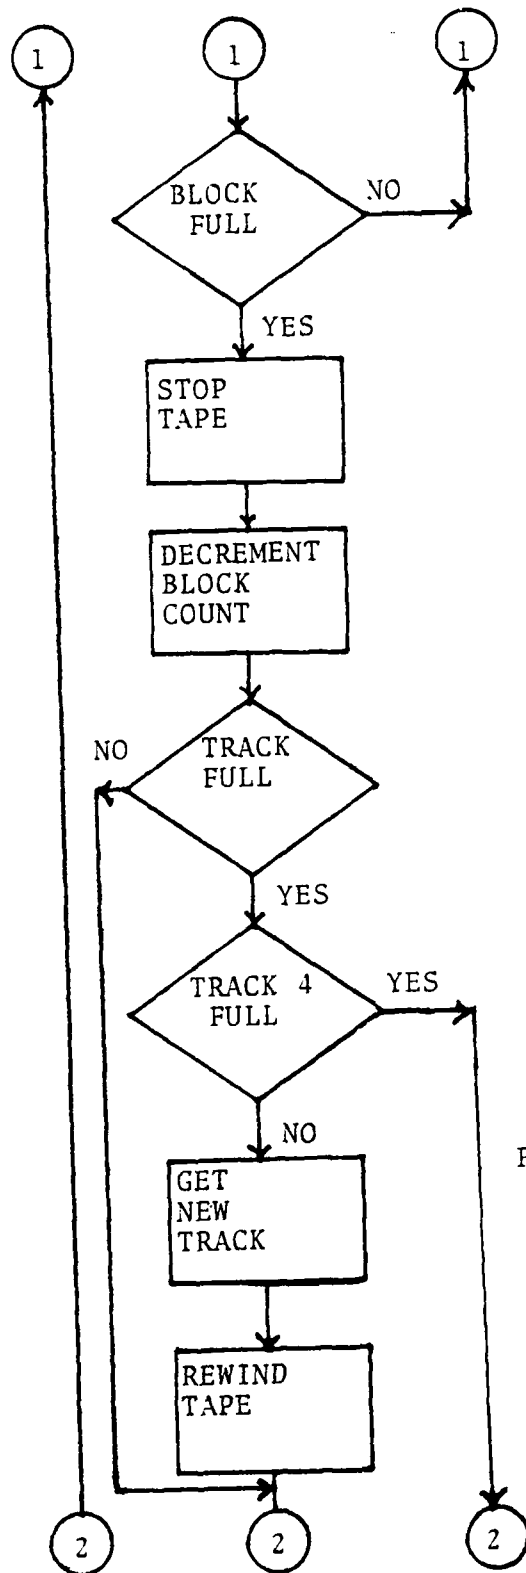 1
1
1
BLOCK
FULL
NO
YES
STOP
TAPE
DECREMENT
BLOCK
COUNT
NO
TRACK
FULL
YES
TRACK 4
FULL
YES
NO
GET
NEW
TRACK
REWIND
TAPE
2
2
2